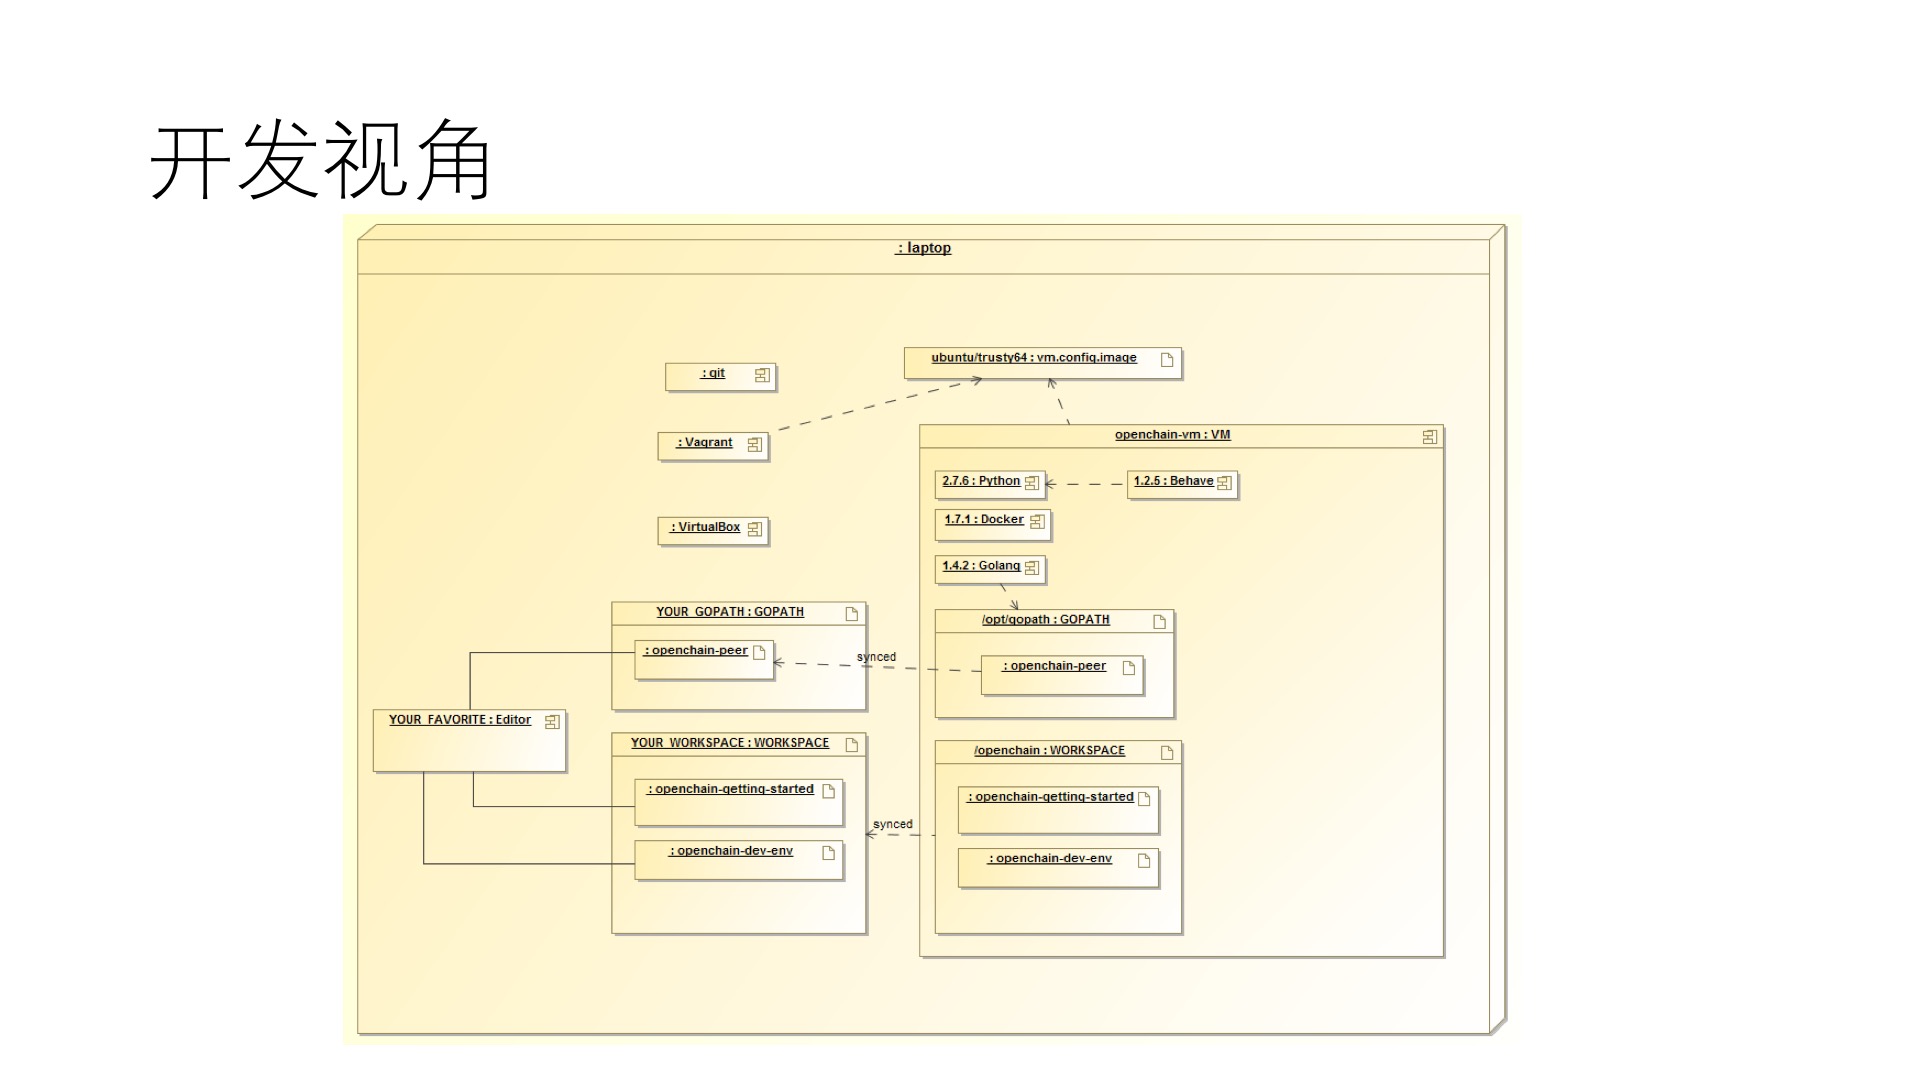 开发视角
: laptop
: git
ubuntu/trusty64 : vm.config.image
: Vagrant
openchain-vm : VM
2.7.6 : Python
1.2.5 : Behave
1.7.1 : Docker
: VirtualBox
1.4.2 : Golang
YOUR_GOPATH : GOPATH
/opt/gopath : GOPATH
: openchain-peer
synced
: openchain-peer
YOUR_FAVORITE : Editor
YOUR_WORKSPACE : WORKSPACE
/openchain : WORKSPACE
: openchain-getting-started
: openchain-getting-started
synced
: openchain-dev-env
: openchain-dev-env